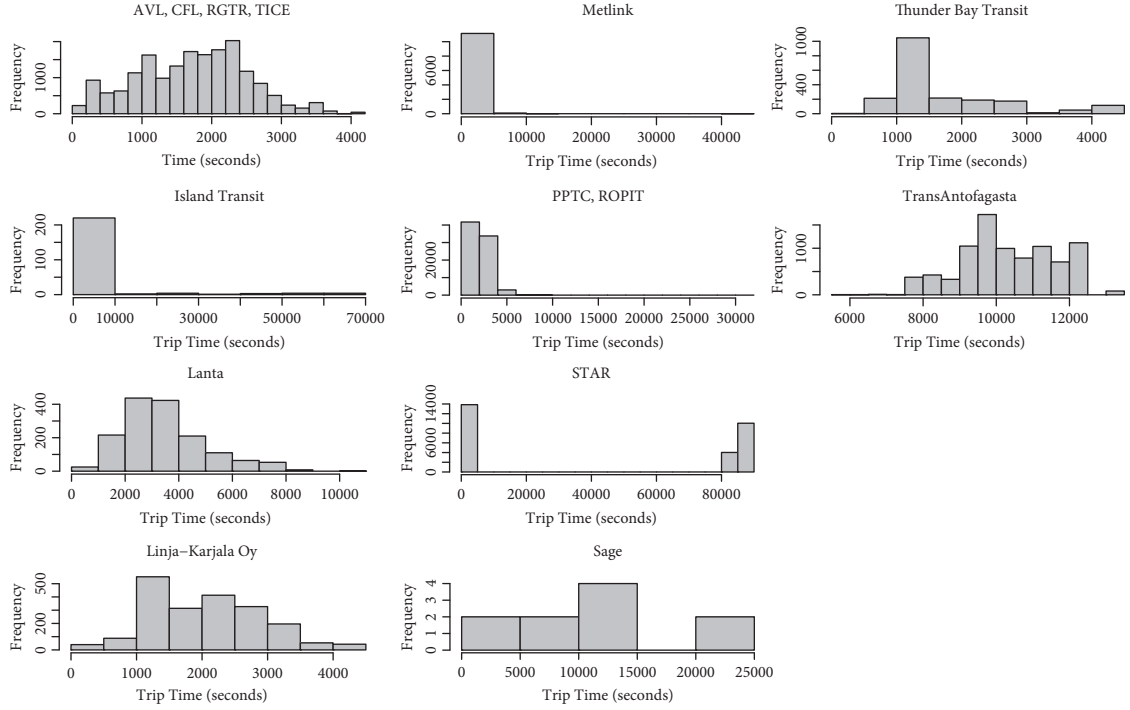 AVL, CFL, RGTR, TICE
Frequency
1000
0
0 1000 2000 3000 4000
Time (seconds)
Metlink
Frequency
6000
0
0 10000 20000 30000 40000
Trip Time (seconds)
Thunder Bay Transit
Frequency
1000
400
0
0 1000 2000 3000 4000
Trip Time (seconds)
Island Transit
Frequency
200
100
0
0 10000 30000 50000 70000
Trip Time (seconds)
PPTC, ROPIT
Frequency
20000
0
0 5000 10000 15000 20000 25000 30000
Trip Time (seconds)
TransAntofagasta
Frequency
1000
0
6000 8000 10000 12000
Trip Time (seconds)
Lanta
Frequency
400
200
0
0 2000 4000 6000 8000 10000
Trip Time (seconds)
STAR
Frequency
14000
6000
0
0 20000 40000 60000 80000
Trip Time (seconds)
Linja−Karjala Oy
Frequency
500
200
0
0 1000 2000 3000 4000
Trip Time (seconds)
Sage
Frequency
4
3
2
1
0
0 5000 10000 15000 20000 25000
Trip Time (seconds)